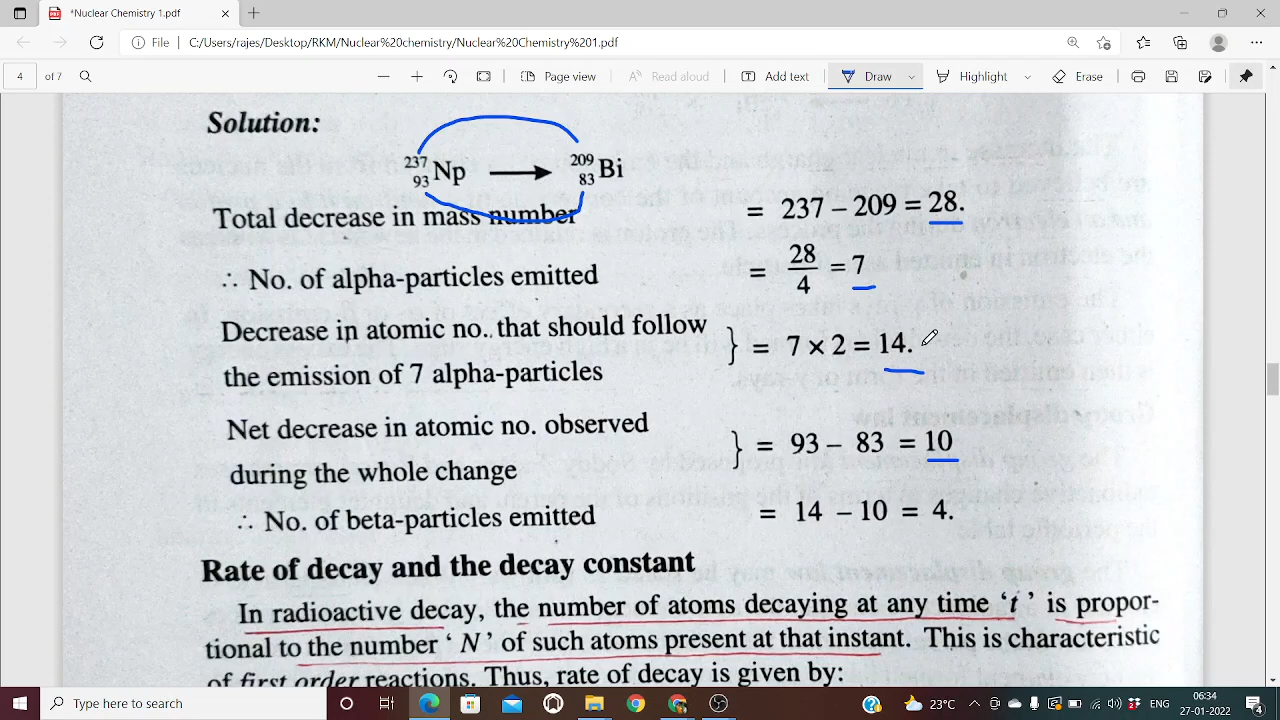 *Nuclear Chemistry 1.pdf
File C:/Users/rajes/Desktop/RKM/Nuclear%20chemistry/Nuclear%20Chemistry%201.pdf
4 of 7 Page view Read aloud Add text Draw Highlight Erase
Solution:
237 93 Np → 209 83 Bi
Total decrease in mass number = 237 – 209 = 28.
∴ No. of alpha-particles emitted = 28/4 = 7
Decrease in atomic no. that should follow
the emission of 7 alpha-particles } = 7 × 2 = 14.
Net decrease in atomic no. observed
during the whole change } = 93 – 83 = 10
∴ No. of beta-particles emitted = 14 – 10 = 4.
Rate of decay and the decay constant
In radioactive decay, the number of atoms decaying at any time ‘t’ is propor-
tional to the number ‘N’ of such atoms present at that instant. This is characteristic
of first order reactions. Thus, rate of decay is given by:
Type here to search 23°C ENG 06:34
27-01-2022 2